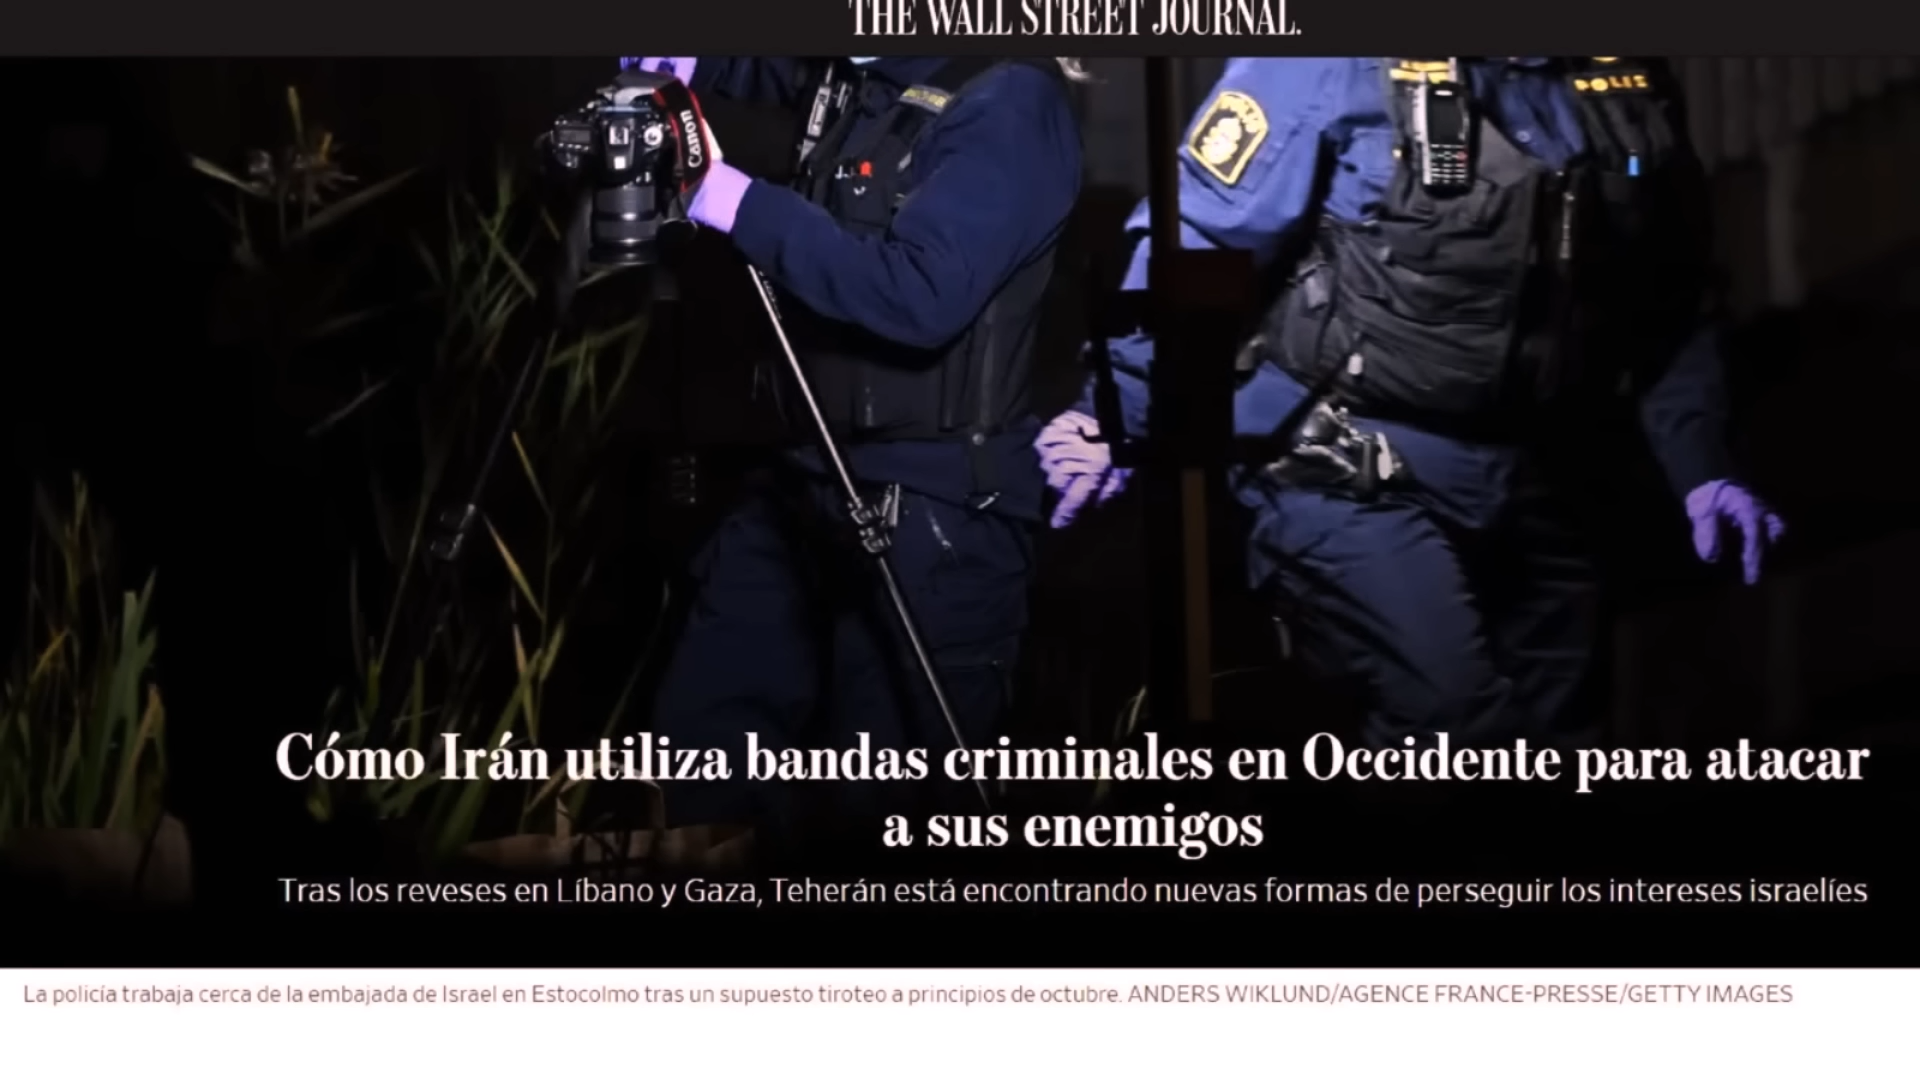 THE WALL STREET JOURNAL.
Canon
POLIS
POLIS
Cómo Irán utiliza bandas criminales en Occidente para atacar
a sus enemigos
Tras los reveses en Líbano y Gaza, Teherán está encontrando nuevas formas de perseguir los intereses israelíes
La policía trabaja cerca de la embajada de Israel en Estocolmo tras un supuesto tiroteo a principios de octubre. ANDERS WIKLUND/AGENCE FRANCE-PRESSE/GETTY IMAGES